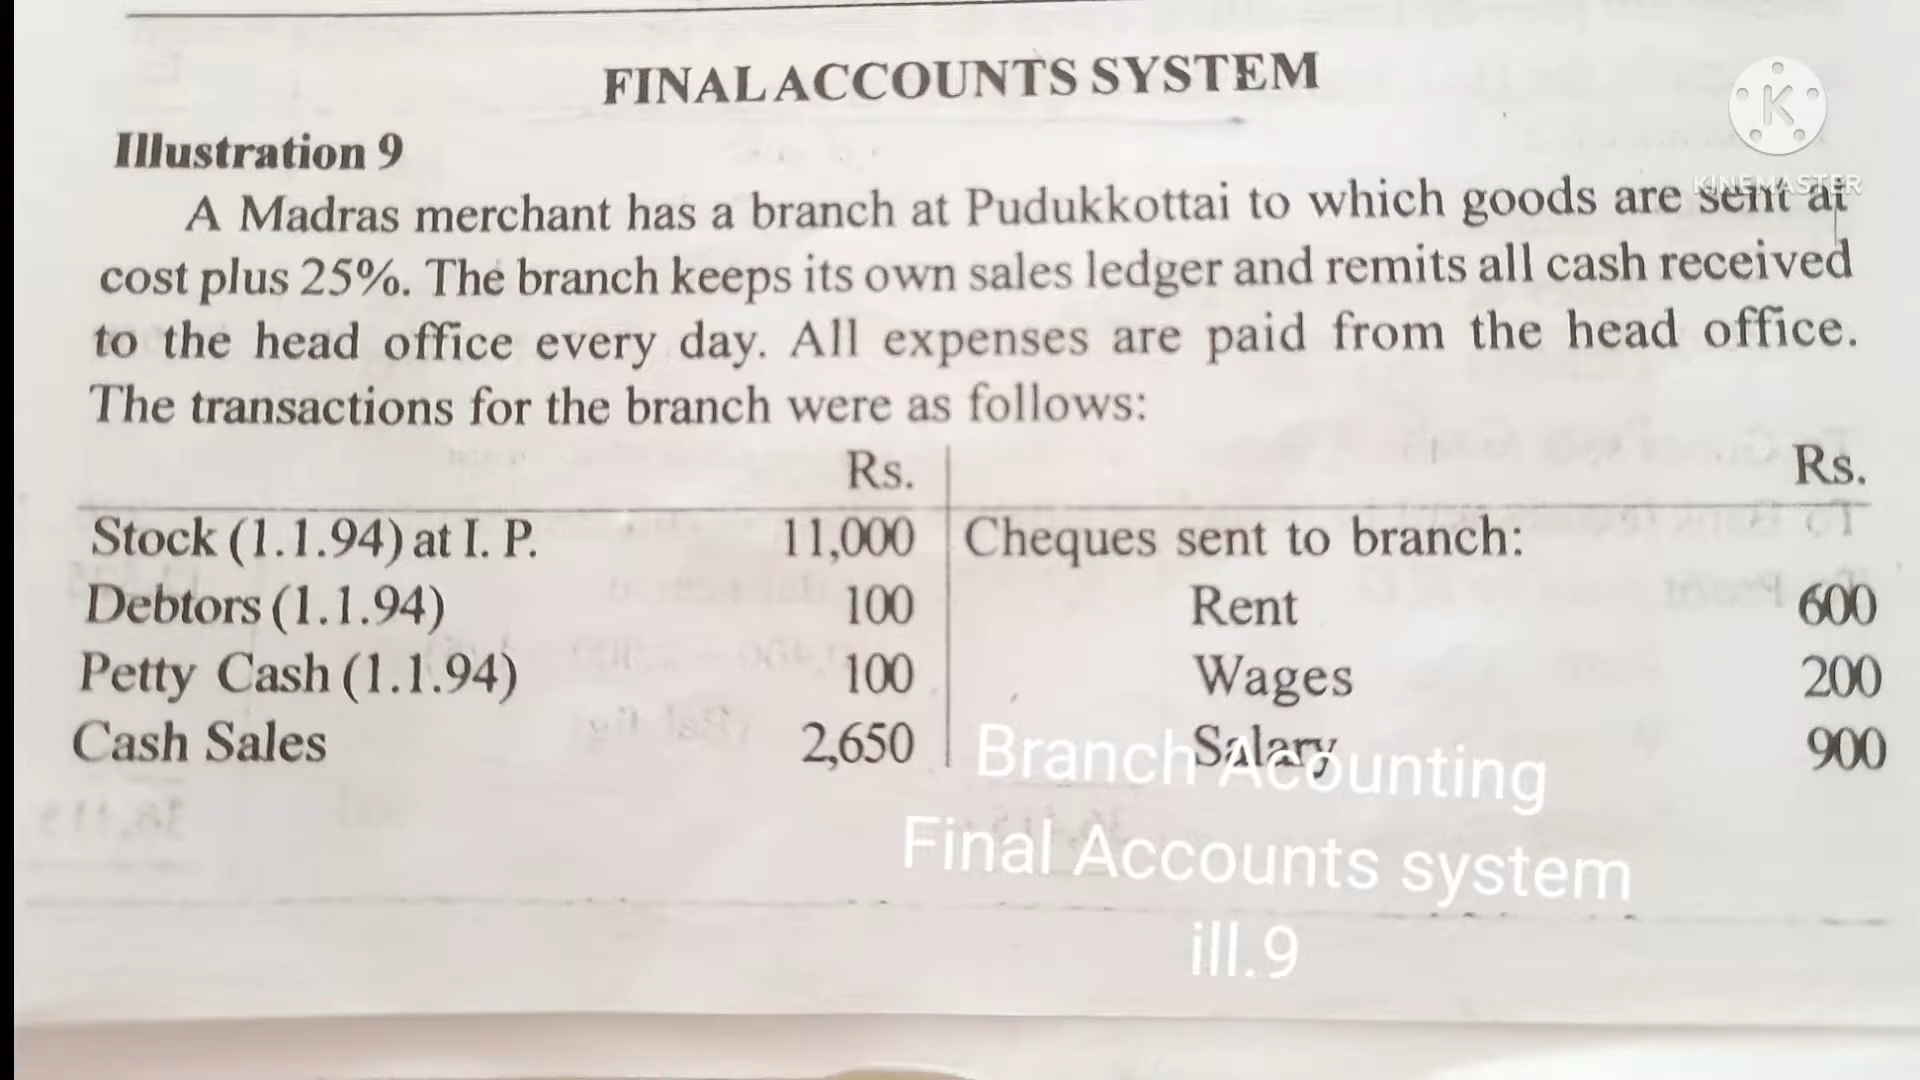 FINAL ACCOUNTS SYSTEM
Illustration 9
K
KINEMASTER
A Madras merchant has a branch at Pudukkottai to which goods are sent at
cost plus 25%. The branch keeps its own sales ledger and remits all cash received
to the head office every day. All expenses are paid from the head office.
The transactions for the branch were as follows:
Rs. Rs.
Stock (1.1.94) at I. P. 11,000 Cheques sent to branch:
Debtors (1.1.94) 100 Rent 600
Petty Cash (1.1.94) 100 Wages 200
Cash Sales 2,650 Salary 900
Branch Acounting
Final Accounts system
ill.9